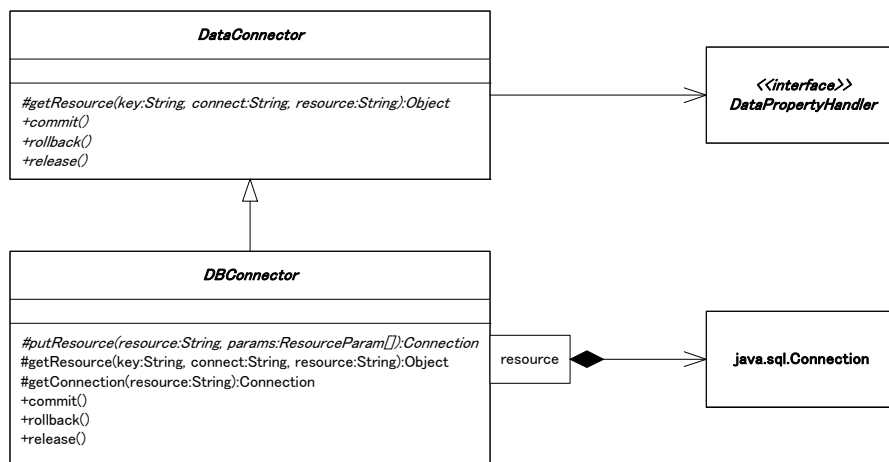 DataConnector
#getResource(key:String, connect:String, resource:String):Object
+commit()
+rollback()
+release()
<<interface>>
DataPropertyHandler
DBConnector
#putResource(resource:String, params:ResourceParam[]):Connection
#getResource(key:String, connect:String, resource:String):Object
#getConnection(resource:String):Connection
+commit()
+rollback()
+release()
resource
java.sql.Connection